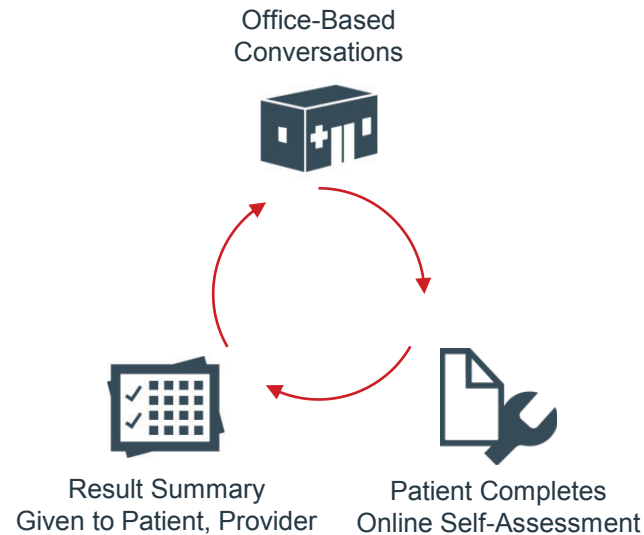 Office-Based
Conversations
Patient Completes
Online Self-Assessment
Result Summary
Given to Patient, Provider